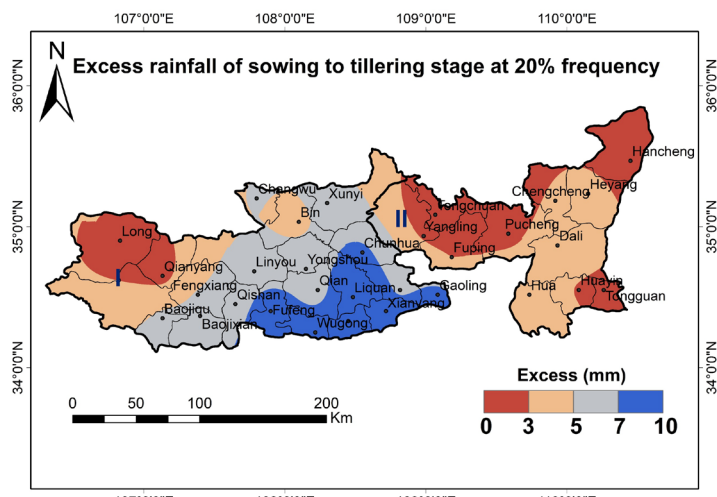 107°0'0"E 108°0'0"E 109°0'0"E 110°0'0"E
N
Excess rainfall of sowing to tillering stage at 20% frequency
36°0'0"N 36°0'0"N
Hancheng
Changwu
Xunyi
Chengcheng
Heyang
Bin
Tongchuan
II
Long
Yangling
Pucheng
35°0'0"N 35°0'0"N
Dali
Chunhua
Fuping
Qianyang
Linyou
Yongshou
I
Fengxiang
Qian
Liquan
Gaoling
Hua
Huayin
Qishan
Tongguan
Xianyang
Baojiqu
Fufeng
Baojixian
Wugong
34°0'0"N 34°0'0"N
Excess (mm)
0 50 100 200
Km
0 3 5 7 10